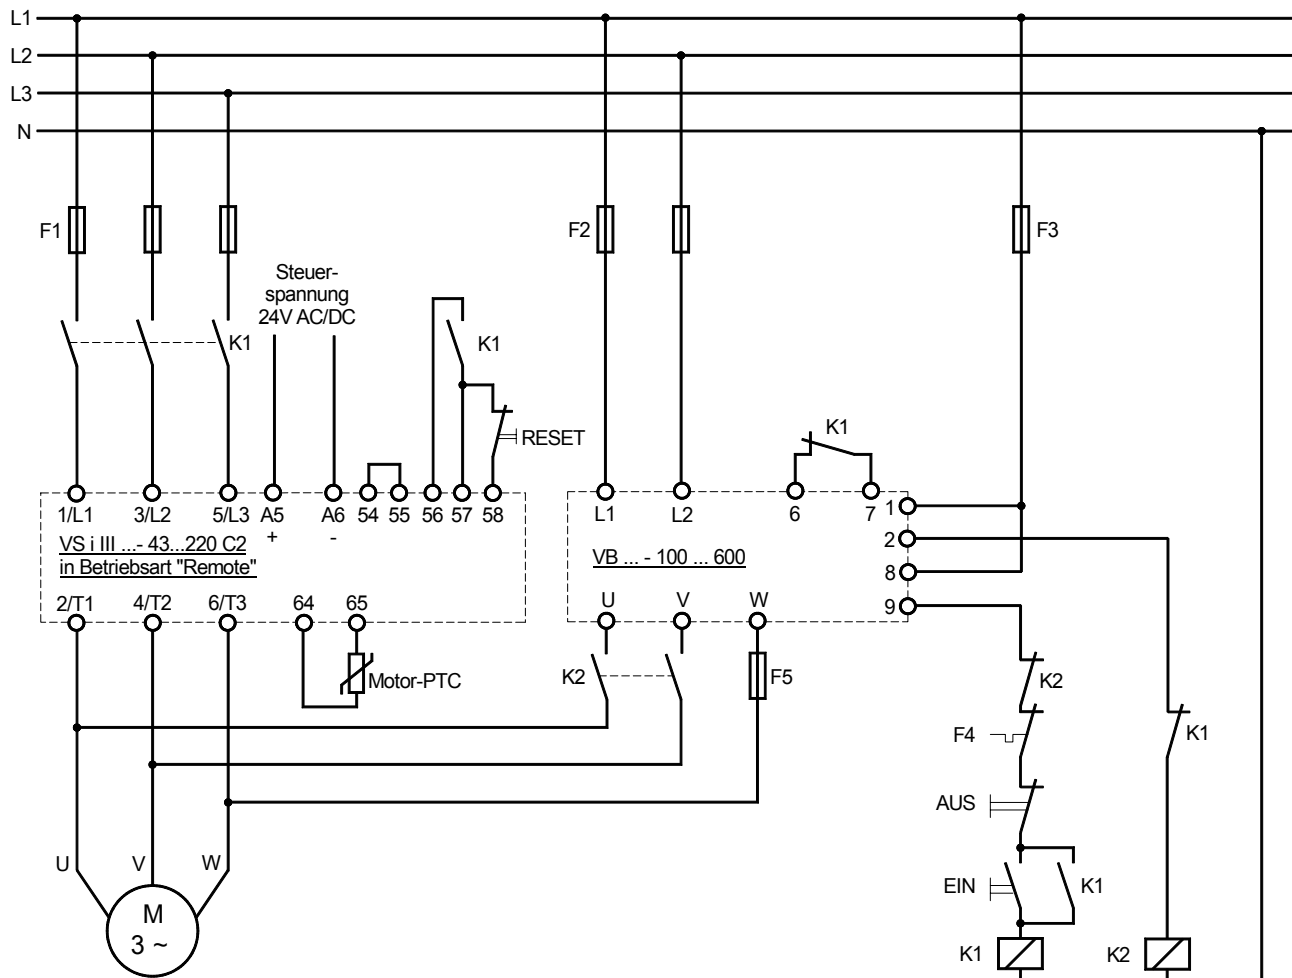 L1
L2
L3
N
F1
F2
F3
Steuer-
spannung
24V AC/DC
K1
K1
RESET
K1
1/L1 3/L2 5/L3 A5 A6 54 55 56 57 58
+ -
VS i III ...- 43...220 C2
in Betriebsart "Remote"
2/T1 4/T2 6/T3 64 65
L1 L2 6 7 1
2
8
9
VB ... - 100 ... 600
U V W
Motor-PTC
K2
F5
K2
F4
K1
AUS
EIN
K1
U V W
M
3 ~
K1
K2